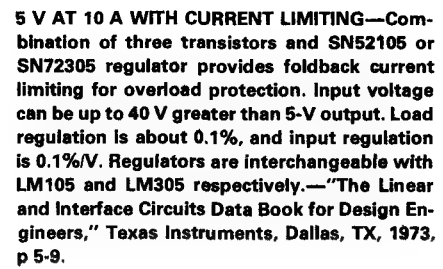 5 V AT 10 A WITH CURRENT LIMITING—Com-
bination of three transistors and SN52105 or
SN72305 regulator provides foldback current
limiting for overload protection. Input voltage
can be up to 40 V greater than 5-V output. Load
regulation is about 0.1%, and input regulation
is 0.1%/V. Regulators are interchangeable with
LM105 and LM305 respectively.—"The Linear
and Interface Circuits Data Book for Design En-
gineers," Texas Instruments, Dallas, TX, 1973,
p 5-9.